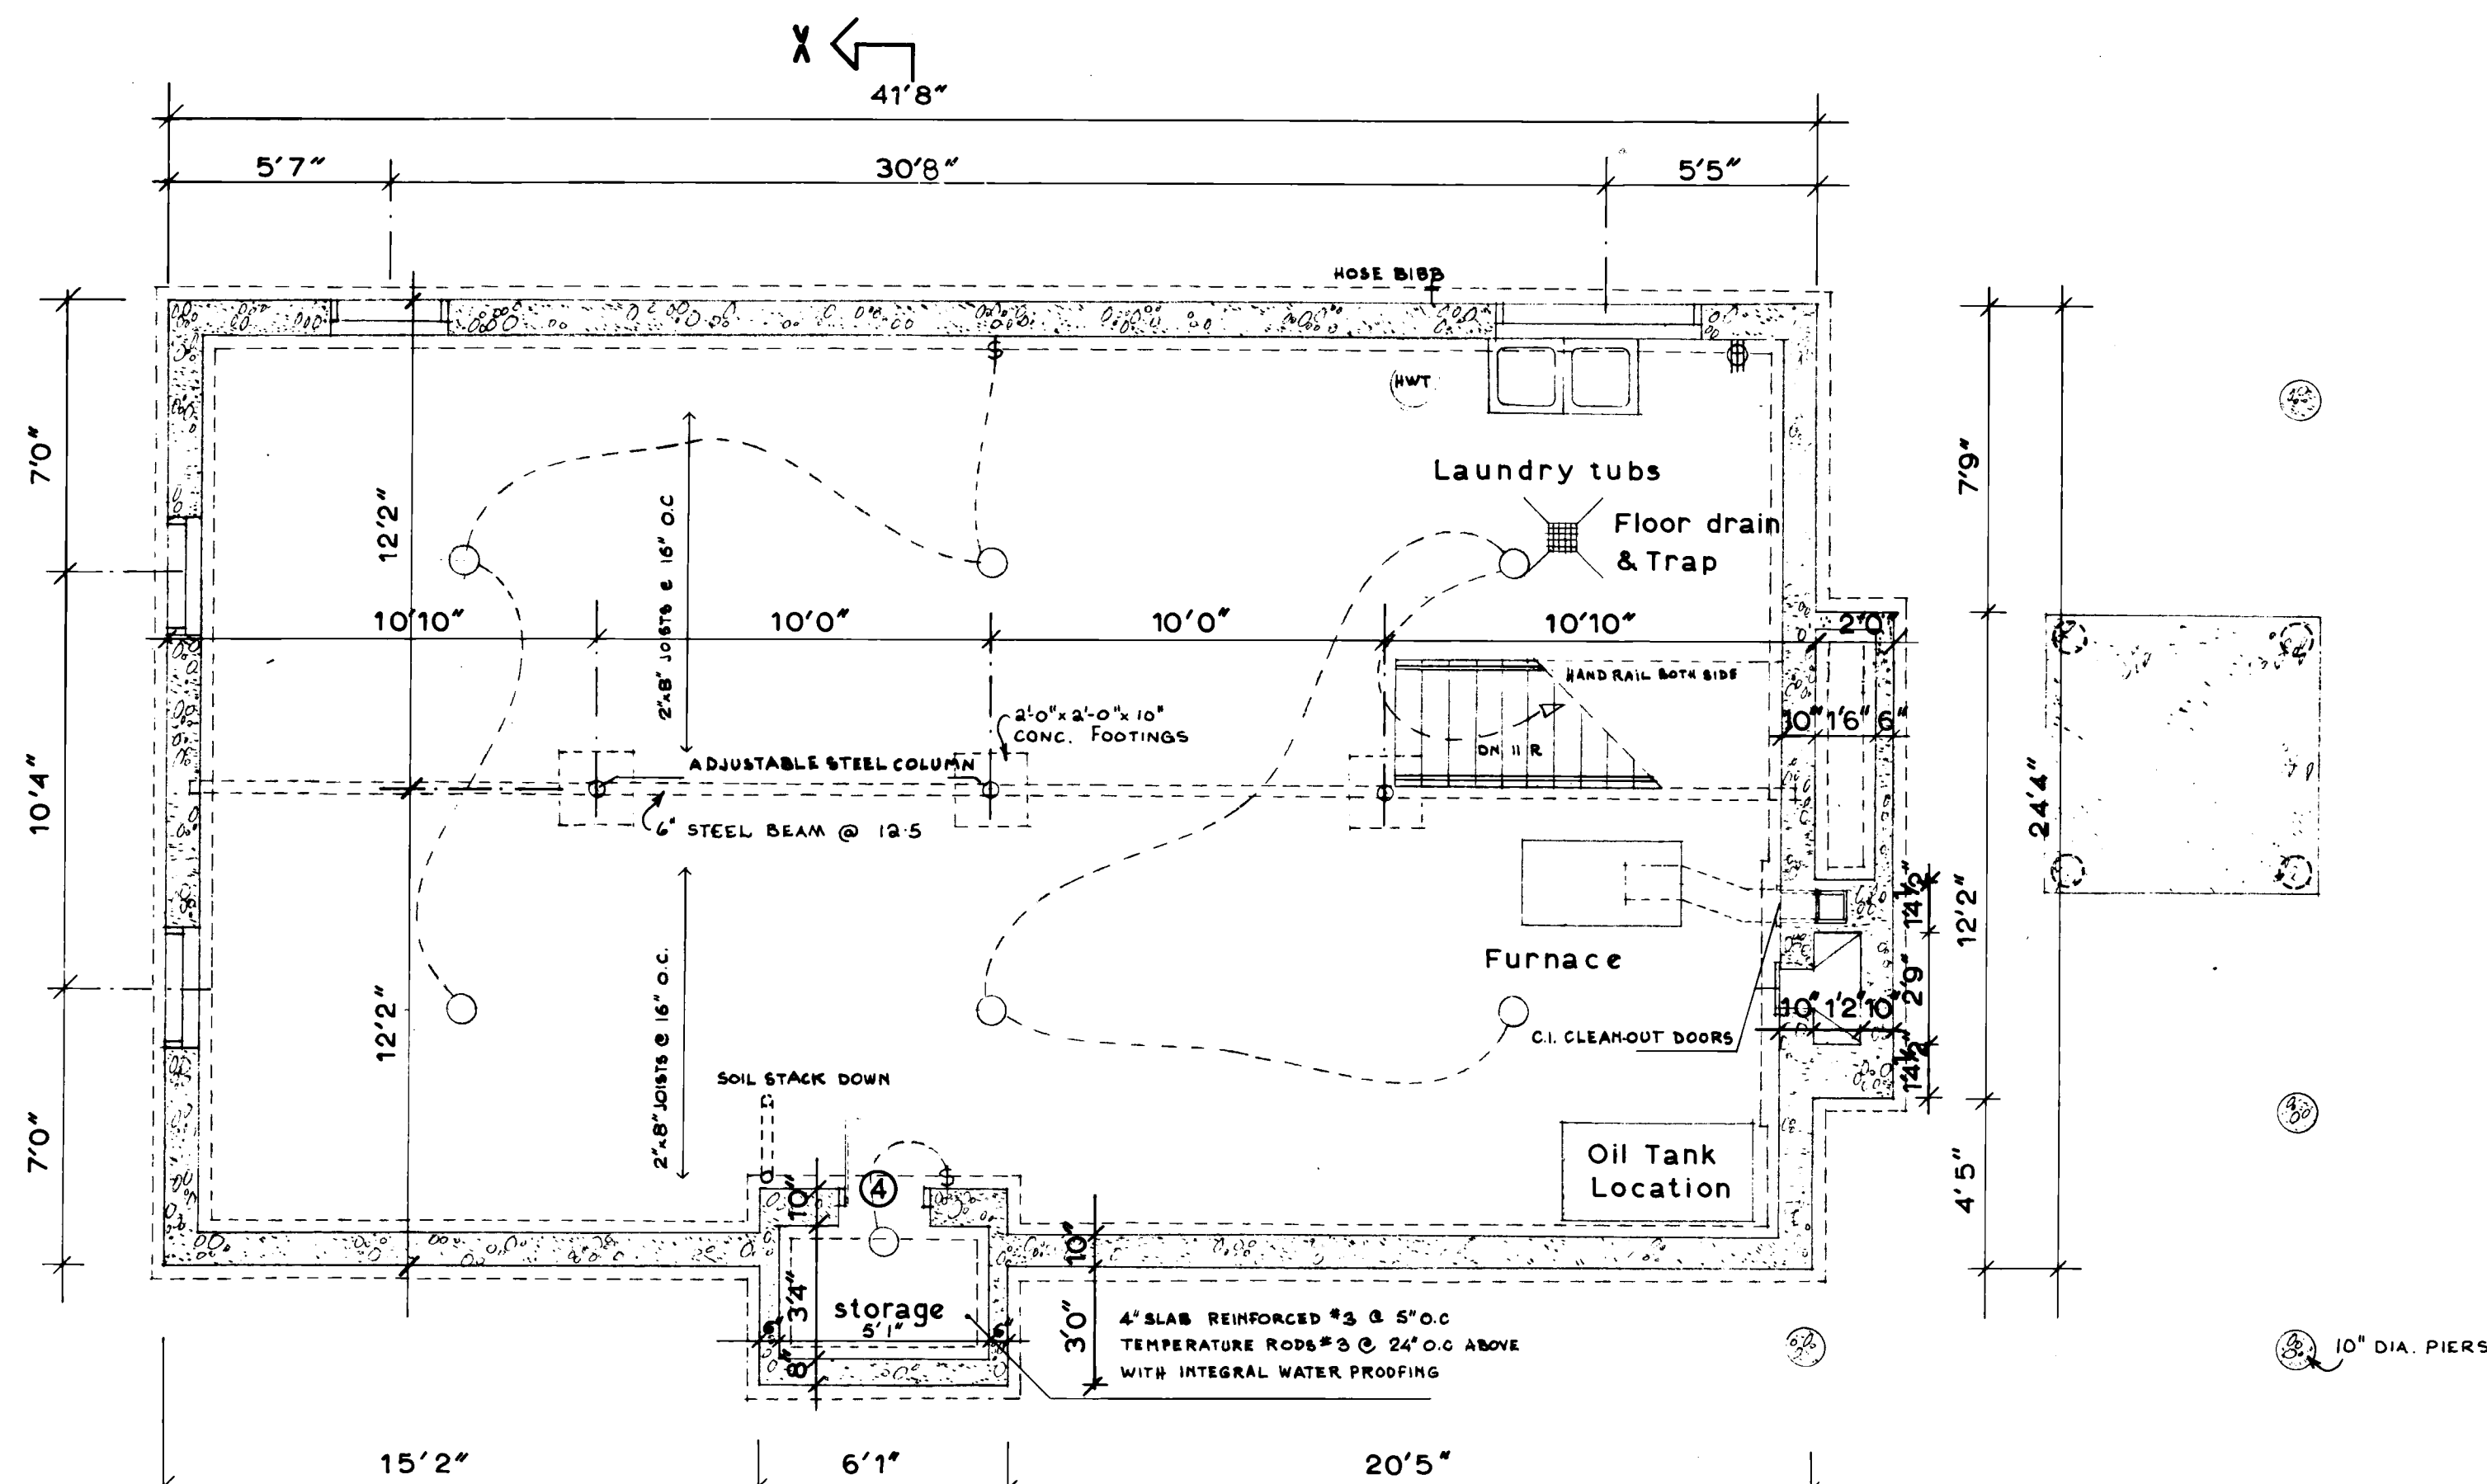 X
41'8"
5'7"
30'8"
5'5"
HOSE BIBB
$
HWT
7'0"
12'2"
2"x8" JOISTS @ 16" O.C
Laundry tubs
Floor drain
& Trap
7'9"
10'10"
10'0"
10'0"
10'10"
2'0"
HAND RAIL BOTH SIDE
2'-0"x2'-0"x10"
CONC. FOOTINGS
10" 1'6" 6"
DN 11 R
ADJUSTABLE STEEL COLUMN
6" STEEL BEAM @ 12.5
10'4"
24'4"
1'4½"
12'2"
2"x8" JOISTS @ 16" O.C.
12'2"
Furnace
2'9"
10" 1'2" 10"
C.I. CLEAN-OUT DOORS
1'4½"
SOIL STACK DOWN
7'0"
4
$
10"
Oil Tank
Location
4'5"
10"
3'4"
storage
5'1"
6"
6"
8"
3'0"
4" SLAB REINFORCED #3 @ 5" O.C
TEMPERATURE RODS #3 @ 24" O.C ABOVE
WITH INTEGRAL WATER PROOFING
10" DIA. PIERS
15'2"
6'1"
20'5"